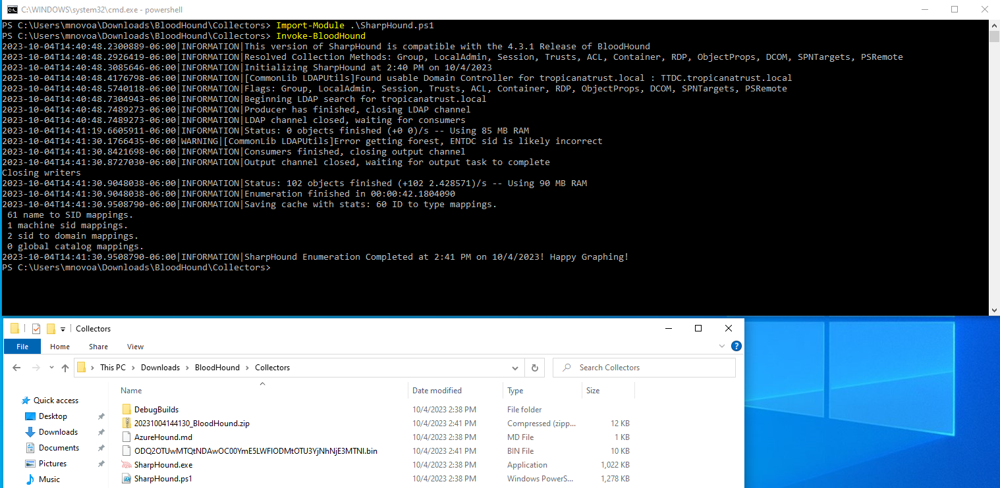 C:\WINDOWS\system32\cmd.exe - powershell
PS C:\Users\mnovoa\Downloads\BloodHound\Collectors> Import-Module .\SharpHound.ps1
PS C:\Users\mnovoa\Downloads\BloodHound\Collectors> Invoke-BloodHound
2023-10-04T14:40:48.2300889-06:00|INFORMATION|This version of SharpHound is compatible with the 4.3.1 Release of BloodHound
2023-10-04T14:40:48.2926419-06:00|INFORMATION|Resolved Collection Methods: Group, LocalAdmin, Session, Trusts, ACL, Container, RDP, ObjectProps, DCOM, SPNTargets, PSRemote
2023-10-04T14:40:48.3085646-06:00|INFORMATION|Initializing SharpHound at 2:40 PM on 10/4/2023
2023-10-04T14:40:48.4176798-06:00|INFORMATION|[CommonLib LDAPUtils]Found usable Domain Controller for tropicanatrust.local : TTDC.tropicanatrust.local
2023-10-04T14:40:48.5740118-06:00|INFORMATION|Flags: Group, LocalAdmin, Session, Trusts, ACL, Container, RDP, ObjectProps, DCOM, SPNTargets, PSRemote
2023-10-04T14:40:48.7304943-06:00|INFORMATION|Beginning LDAP search for tropicanatrust.local
2023-10-04T14:40:48.7489273-06:00|INFORMATION|Producer has finished, closing LDAP channel
2023-10-04T14:40:48.7489273-06:00|INFORMATION|LDAP channel closed, waiting for consumers
2023-10-04T14:41:19.6605911-06:00|INFORMATION|Status: 0 objects finished (+0 0)/s -- Using 85 MB RAM
2023-10-04T14:41:30.1766435-06:00|WARNING|[CommonLib LDAPUtils]Error getting forest, ENTDC sid is likely incorrect
2023-10-04T14:41:30.8421698-06:00|INFORMATION|Consumers finished, closing output channel
2023-10-04T14:41:30.8727030-06:00|INFORMATION|Output channel closed, waiting for output task to complete
Closing writers
2023-10-04T14:41:30.9048038-06:00|INFORMATION|Status: 102 objects finished (+102 2.428571)/s -- Using 90 MB RAM
2023-10-04T14:41:30.9048038-06:00|INFORMATION|Enumeration finished in 00:00:42.1804090
2023-10-04T14:41:30.9508790-06:00|INFORMATION|Saving cache with stats: 60 ID to type mappings.
61 name to SID mappings.
1 machine sid mappings.
2 sid to domain mappings.
0 global catalog mappings.
2023-10-04T14:41:30.9508790-06:00|INFORMATION|SharpHound Enumeration Completed at 2:41 PM on 10/4/2023! Happy Graphing!
PS C:\Users\mnovoa\Downloads\BloodHound\Collectors>
Collectors
File Home Share View
This PC > Downloads > BloodHound > Collectors Search Collectors
Name Date modified Type Size
Quick access
Desktop
Downloads
Documents
Pictures
Music
DebugBuilds 10/4/2023 2:38 PM File folder
20231004144130_BloodHound.zip 10/4/2023 2:41 PM Compressed (zipp... 12 KB
AzureHound.md 10/4/2023 2:38 PM MD File 1 KB
ODQ2OTUwMTQtNDAwOC00YmE5LWFlODMtOTU3YjNhNjE3MTNl.bin 10/4/2023 2:41 PM BIN File 10 KB
SharpHound.exe 10/4/2023 2:38 PM Application 1,022 KB
SharpHound.ps1 10/4/2023 2:38 PM Windows PowerS... 1,278 KB